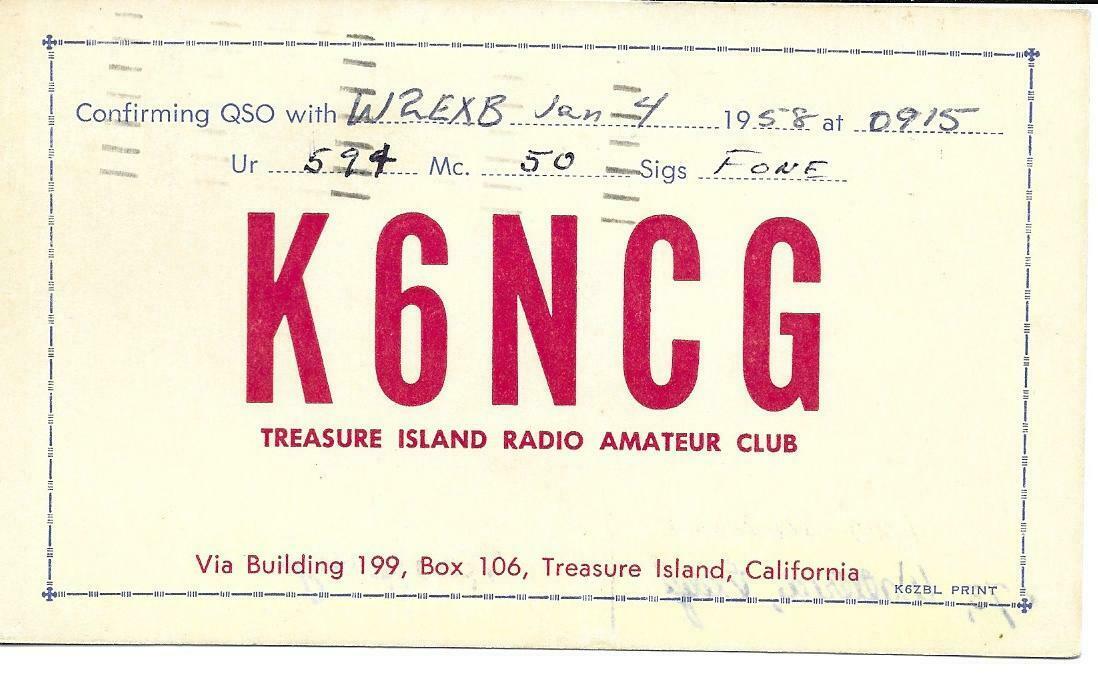 Confirming QSO with W2EXB Jan 4 1958 at 0915
Ur 594 Mc. 50 Sigs FONE
K6NCG
TREASURE ISLAND RADIO AMATEUR CLUB
Via Building 199, Box 106, Treasure Island, California
K6ZBL PRINT